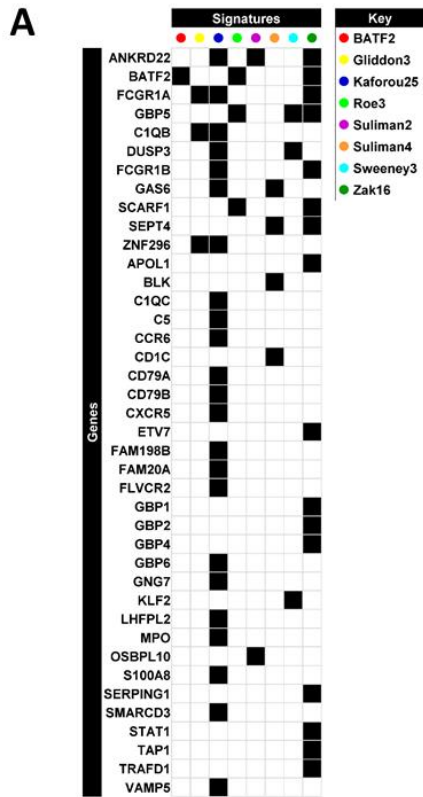 A
Signatures
Key
BATF2
Gliddon3
Kaforou25
Roe3
Suliman2
Suliman4
Sweeney3
Zak16
Genes
ANKRD22
BATF2
FCGR1A
GBP5
C1QB
DUSP3
FCGR1B
GAS6
SCARF1
SEPT4
ZNF296
APOL1
BLK
C1QC
C5
CCR6
CD1C
CD79A
CD79B
CXCR5
ETV7
FAM198B
FAM20A
FLVCR2
GBP1
GBP2
GBP4
GBP6
GNG7
KLF2
LHFPL2
MPO
OSBPL10
S100A8
SERPING1
SMARCD3
STAT1
TAP1
TRAFD1
VAMP5